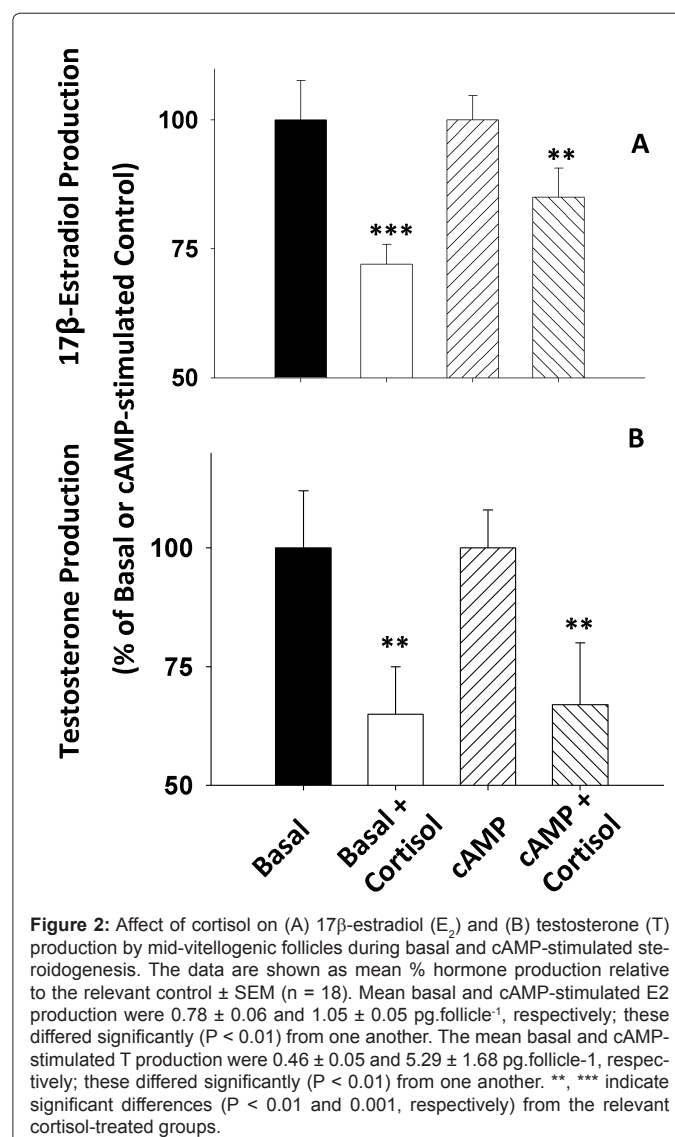 17β-Estradiol Production
Testosterone Production
(% of Basal or cAMP-stimulated Control)
100
75
50
A
***
**
100
75
50
B
**
**
Basal
Basal +
Cortisol
cAMP
cAMP +
Cortisol
Figure 2: Affect of cortisol on (A) 17β-estradiol (E₂) and (B) testosterone (T)
production by mid-vitellogenic follicles during basal and cAMP-stimulated ste-
roidogenesis. The data are shown as mean % hormone production relative
to the relevant control ± SEM (n = 18). Mean basal and cAMP-stimulated E2
production were 0.78 ± 0.06 and 1.05 ± 0.05 pg.follicle⁻¹, respectively; these
differed significantly (P < 0.01) from one another. The mean basal and cAMP-
stimulated T production were 0.46 ± 0.05 and 5.29 ± 1.68 pg.follicle-1, respec-
tively; these differed significantly (P < 0.01) from one another. **, *** indicate
significant differences (P < 0.01 and 0.001, respectively) from the relevant
cortisol-treated groups.